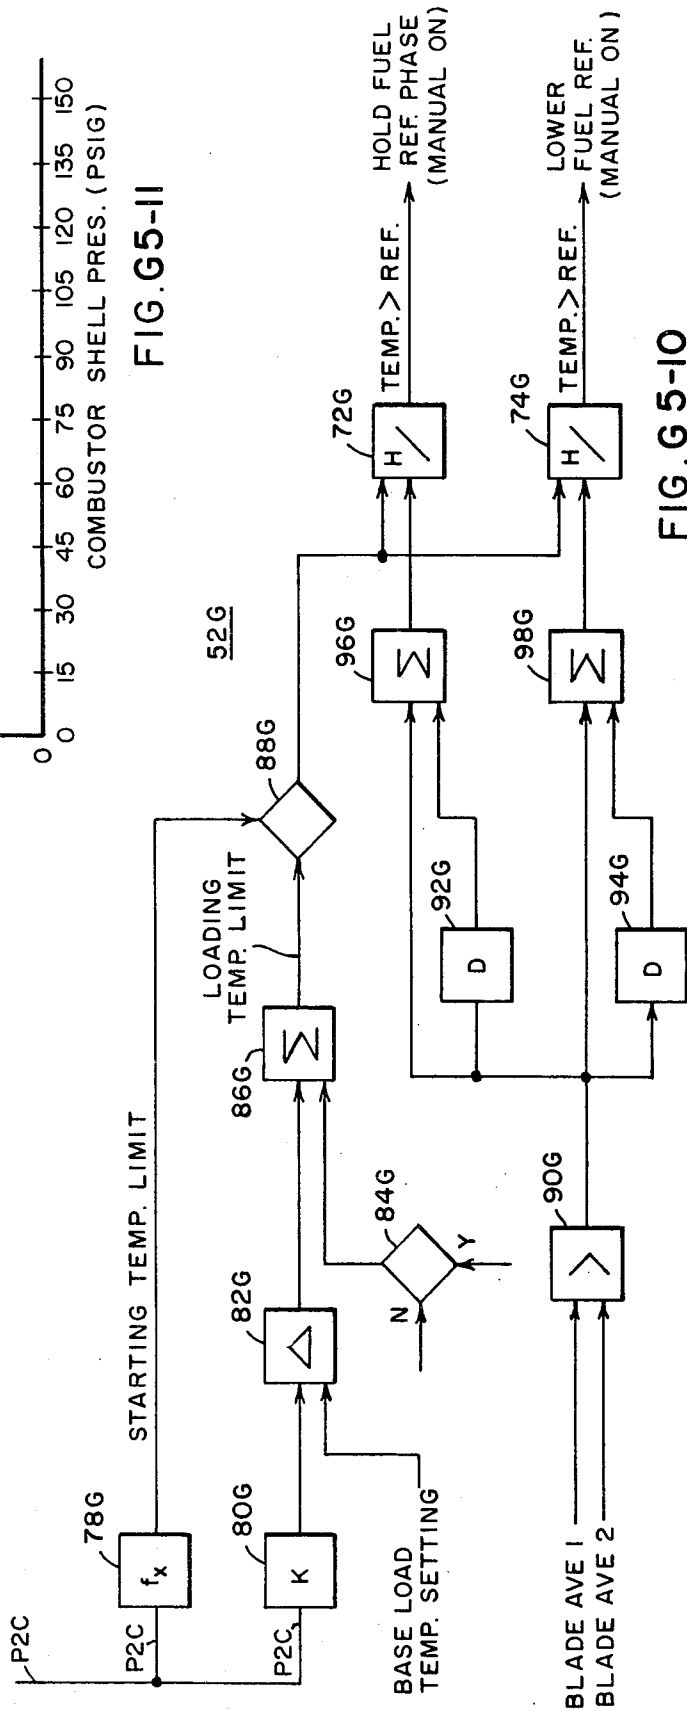 P2C
P2C
78G
fx
STARTING TEMP. LIMIT
P2C
80G
K
82G
Δ
BASE LOAD
TEMP. SETTING
84G
N
Y
86G
Σ
LOADING
TEMP. LIMIT
88G
52G
BLADE AVE 1
BLADE AVE 2
90G
>
92G
D
94G
D
96G
Σ
98G
Σ
72G
H
TEMP.>REF.
HOLD FUEL
REF. PHASE
(MANUAL ON)
74G
H
TEMP.>REF.
LOWER
FUEL REF.
(MANUAL ON)
FIG.G5-10
0
0 15 30 45 60 75 90 105 120 135 150
COMBUSTOR SHELL PRES. (PSIG)
FIG.G5-11